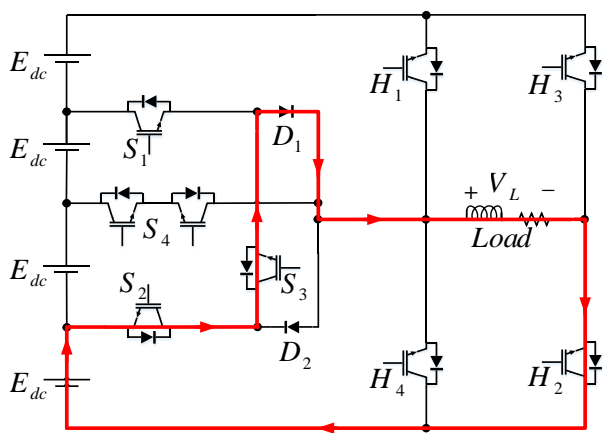 E_dc
H_1
H_3
E_dc
S_1
D_1
+ V_L −
S_4
Load
E_dc
S_2
S_3
D_2
E_dc
H_4
H_2